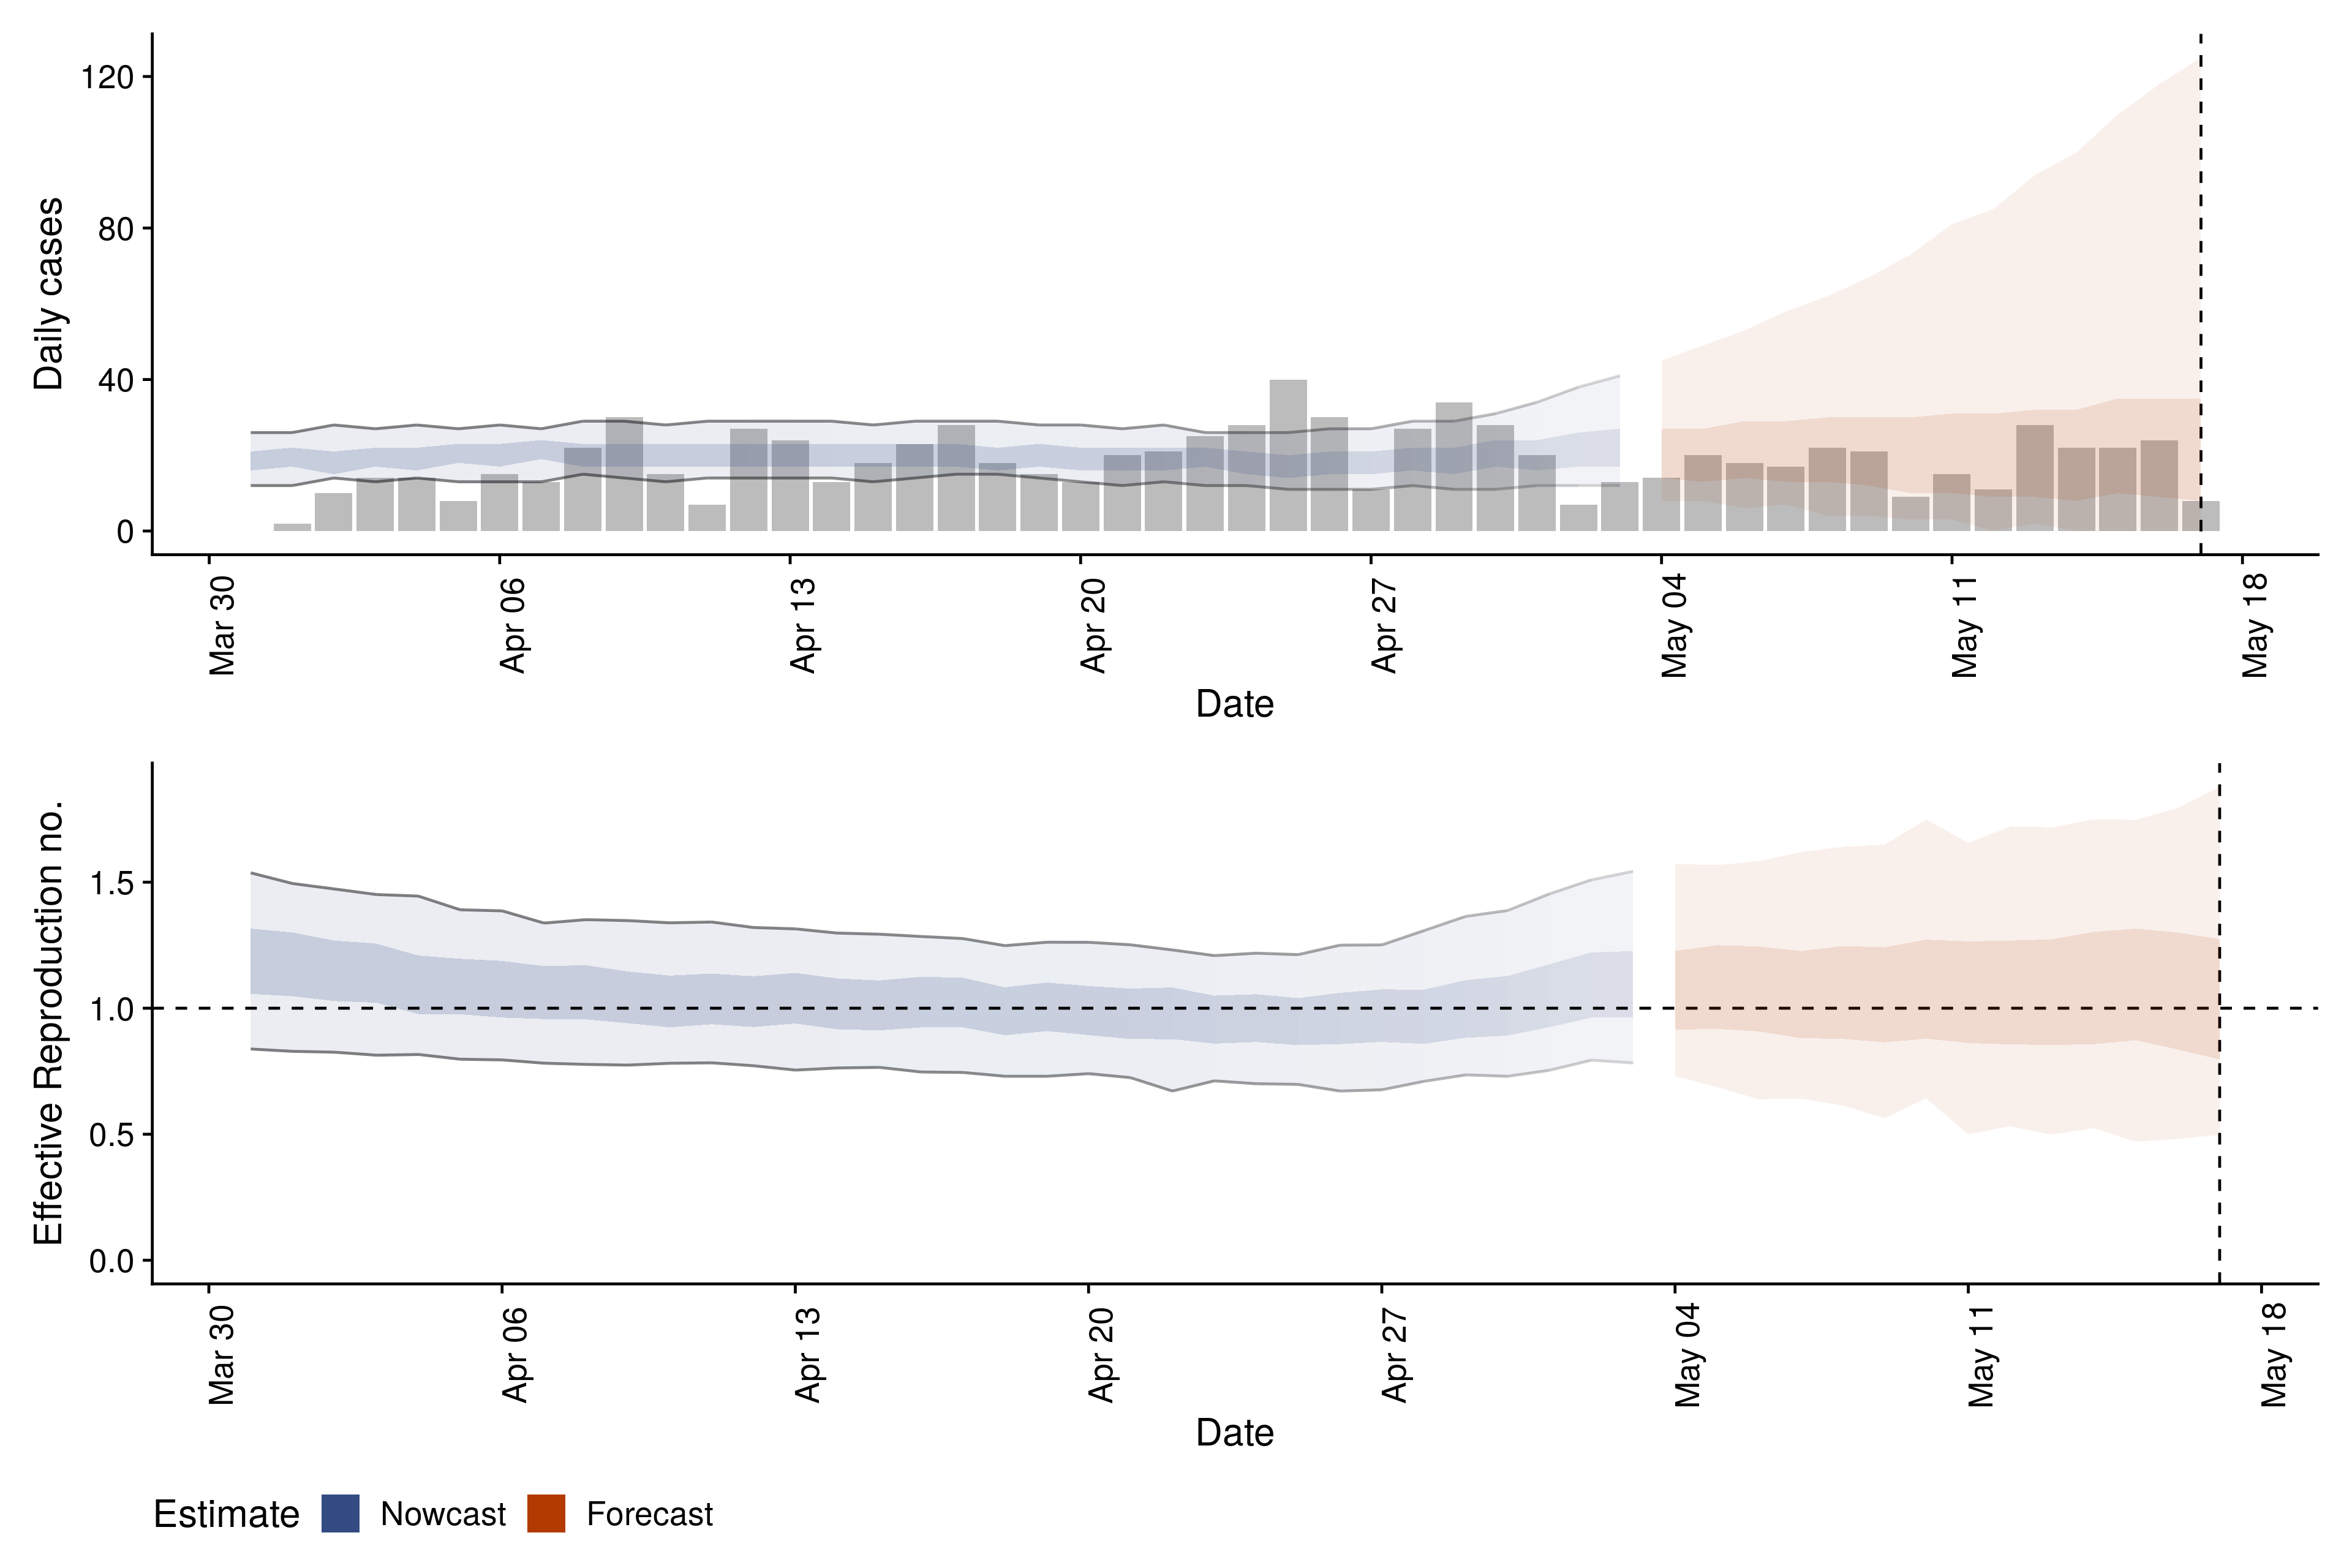 120
80
40
0
Daily cases
Mar 30
Apr 06
Apr 13
Apr 20
Apr 27
May 04
May 11
May 18
Date
1.5
1.0
0.5
0.0
Effective Reproduction no.
Mar 30
Apr 06
Apr 13
Apr 20
Apr 27
May 04
May 11
May 18
Date
Estimate Nowcast Forecast